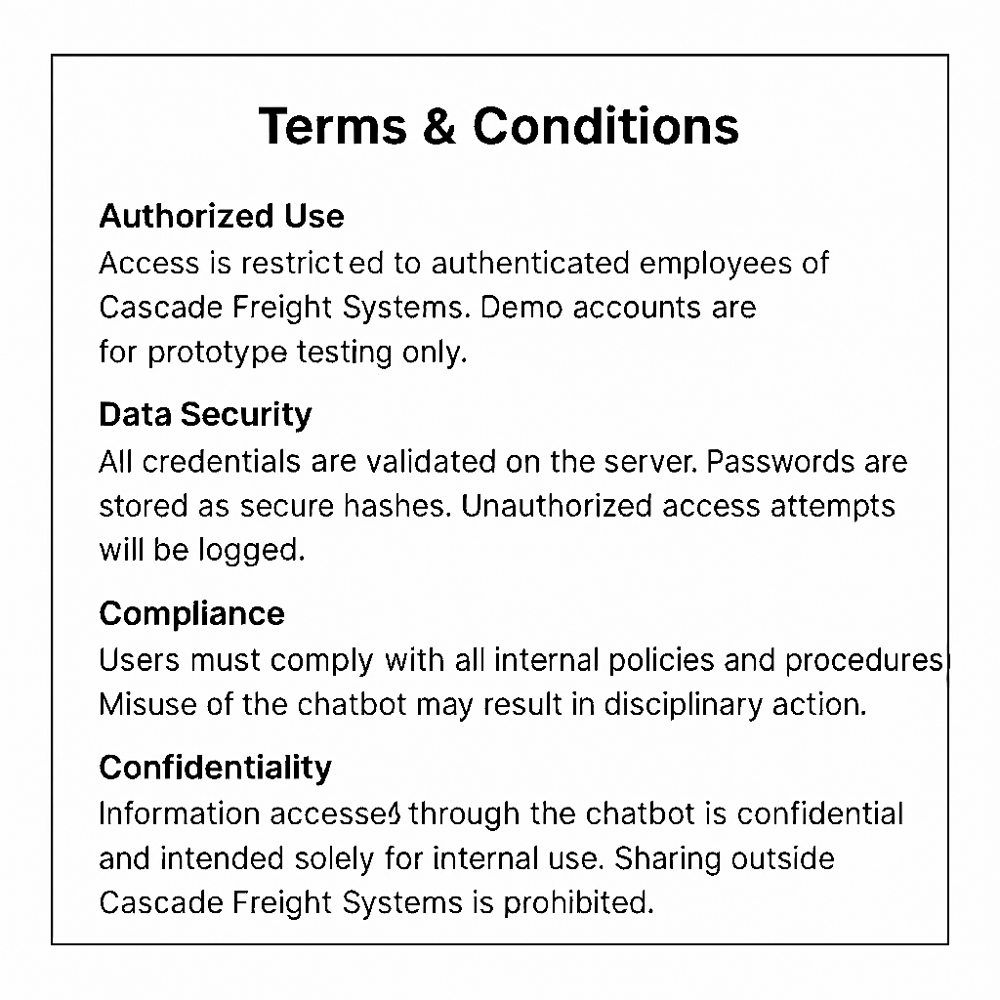 Terms & Conditions
Authorized Use
Access is restricted to authenticated employees of
Cascade Freight Systems. Demo accounts are
for prototype testing only.
Data Security
All credentials are validated on the server. Passwords are
stored as secure hashes. Unauthorized access attempts
will be logged.
Compliance
Users must comply with all internal policies and procedures
Misuse of the chatbot may result in disciplinary action.
Confidentiality
Information accessed through the chatbot is confidential
and intended solely for internal use. Sharing outside
Cascade Freight Systems is prohibited.